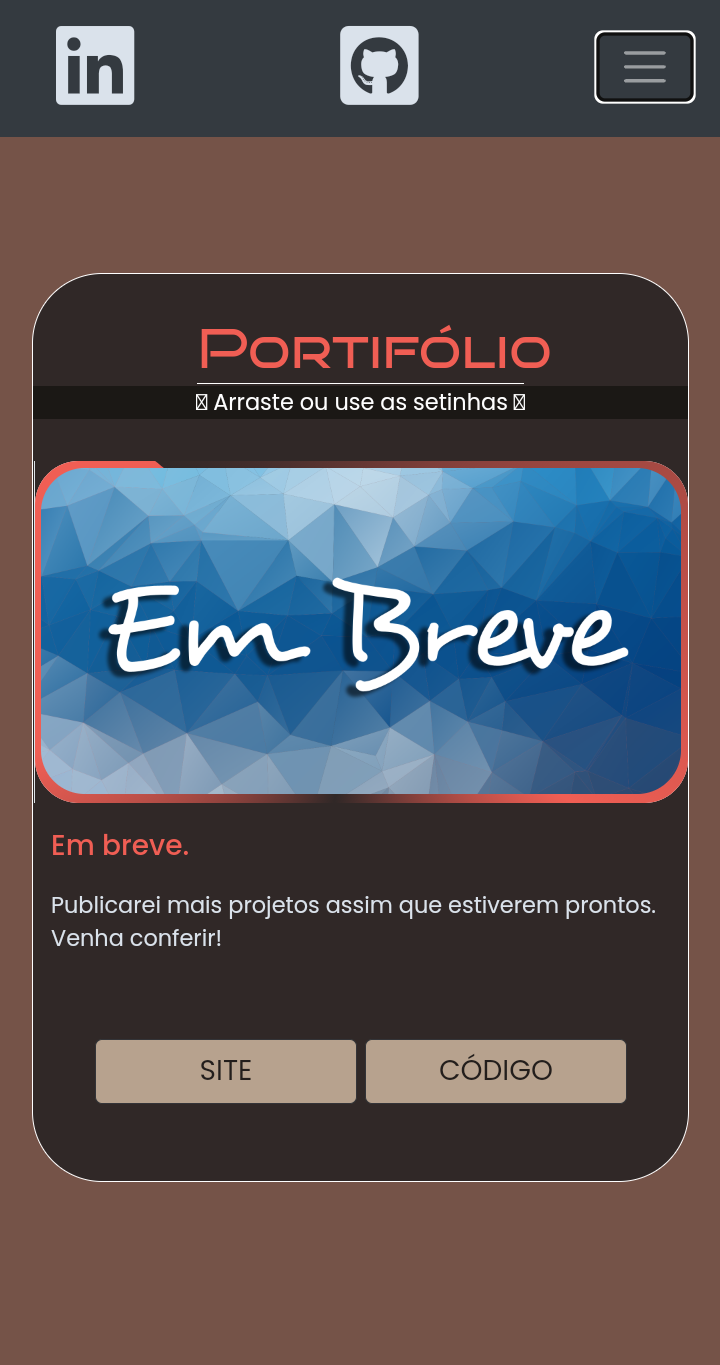 in
Portifólio
Arraste ou use as setinhas
Em Breve
Em breve.
Publicarei mais projetos assim que estiverem prontos.
Venha conferir!
SITE CÓDIGO